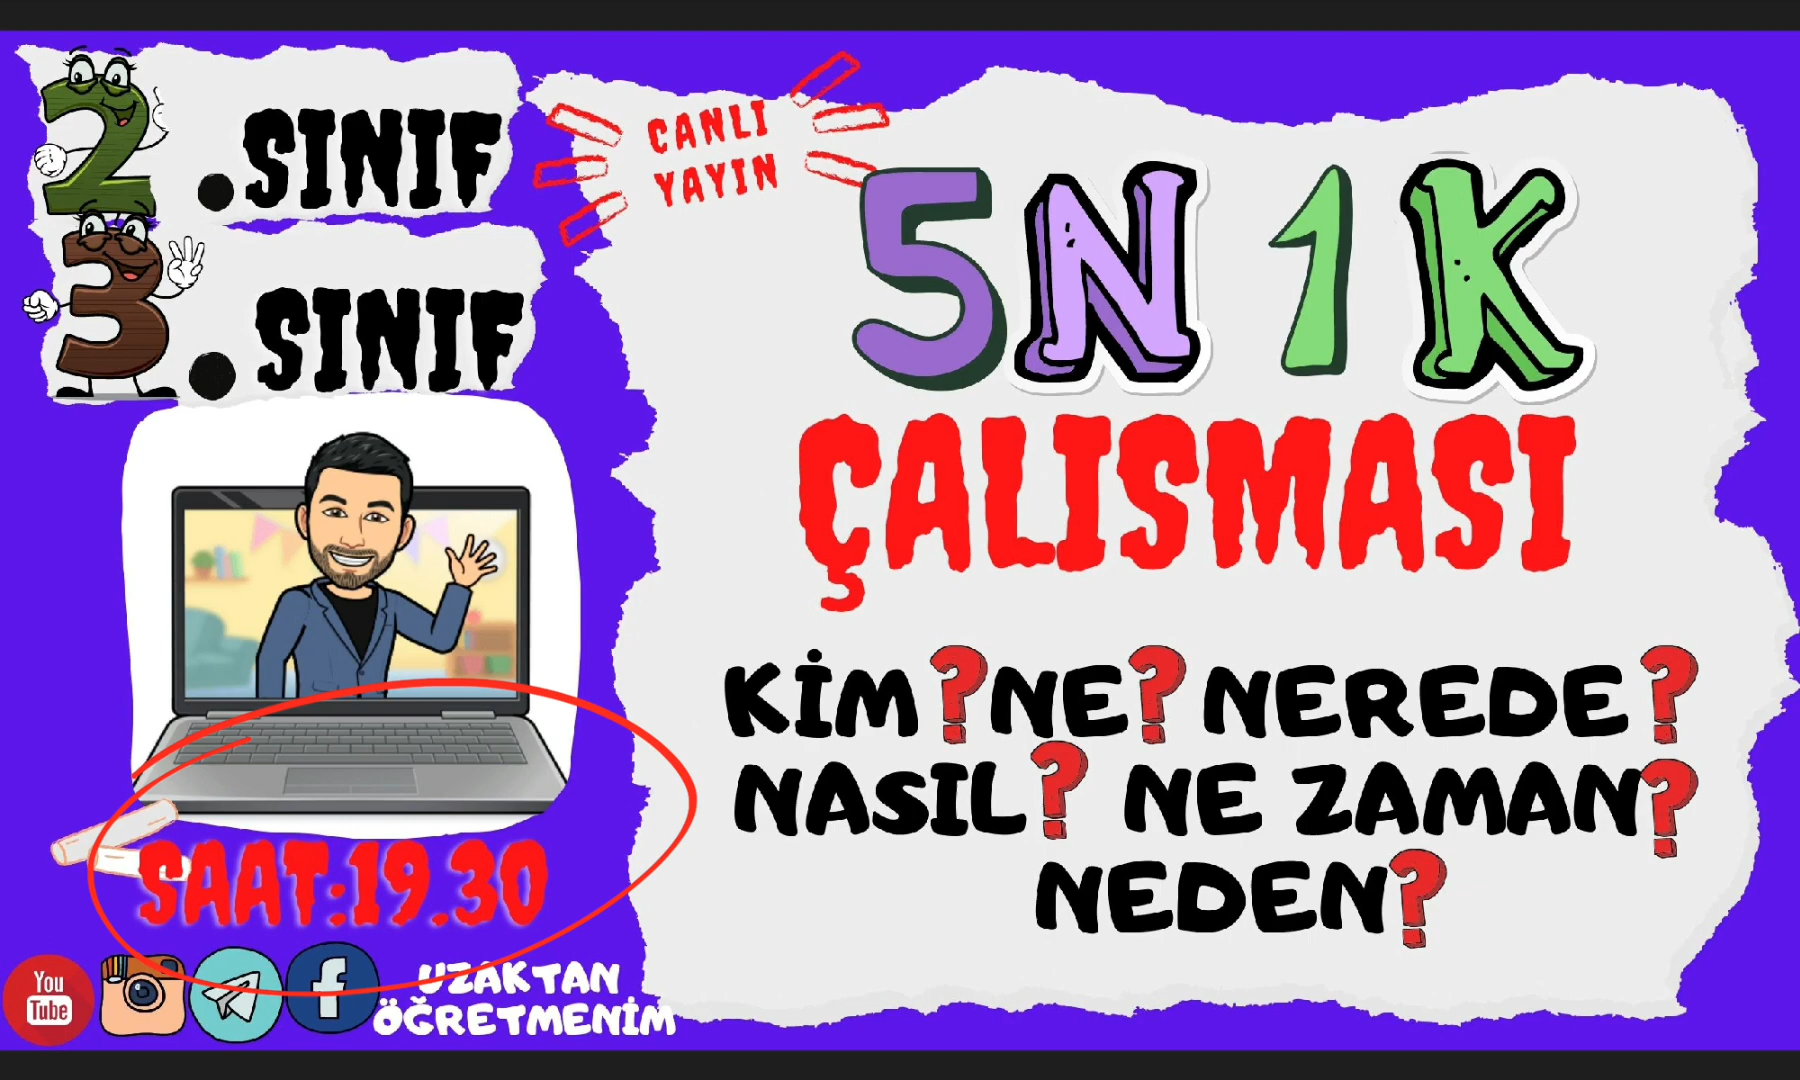 2.SINIF
3.SINIF
CANLI
YAYIN
5N 1K
ÇALISMASI
KİM?NE?NEREDE?
NASIL? NE ZAMAN?
NEDEN?
SAAT:19.30
You
Tube
f
UZAKTAN
ÖĞRETMENİM